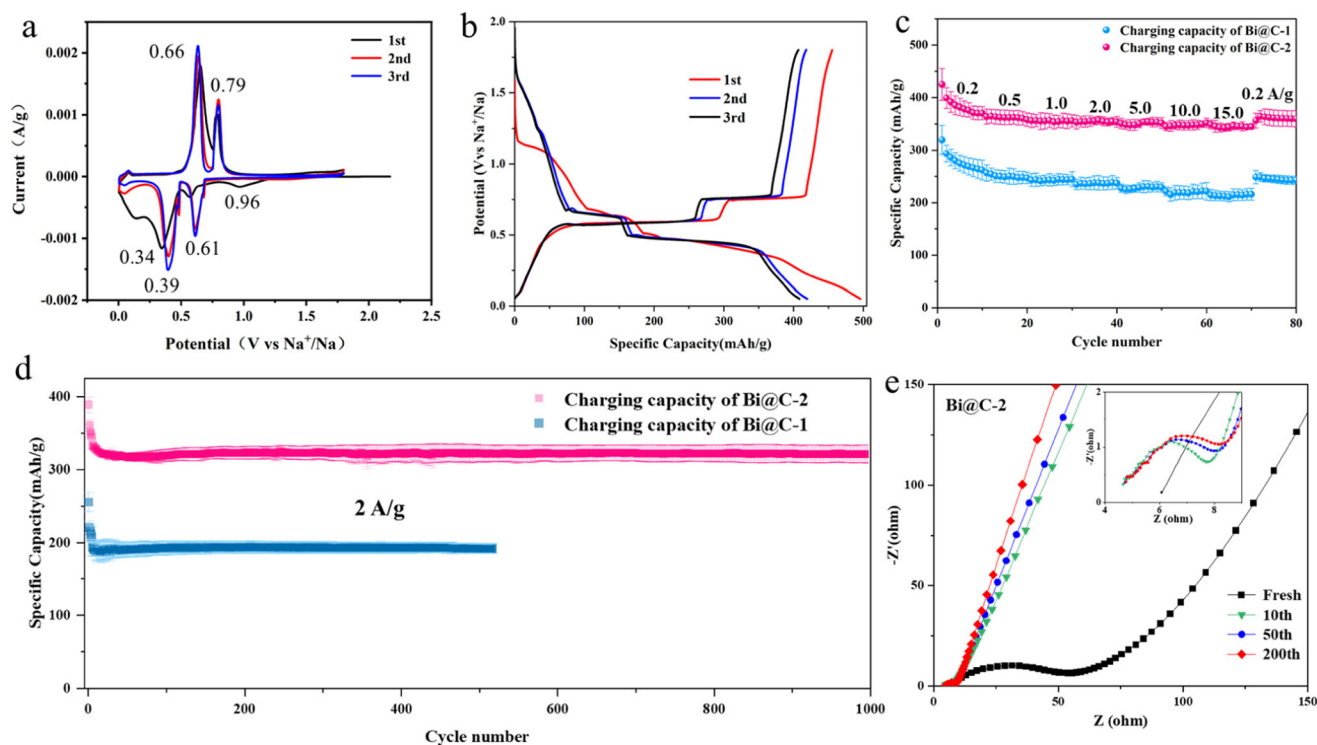 a
0.002
0.001
0.000
-0.001
-0.002
Current (A/g)
0.0 0.5 1.0 1.5 2.0 2.5
Potential (V vs Na+/Na)
0.66
0.79
0.96
0.34
0.39
0.61
1st
2nd
3rd
b
2.0
1.5
1.0
0.5
0.0
Potential (V vs Na+/Na)
0 100 200 300 400 500
Specific Capacity(mAh/g)
1st
2nd
3rd
c
500
400
300
200
100
0
Specific Capacity (mAh/g)
0 20 40 60 80
Cycle number
Charging capacity of Bi@C-1
Charging capacity of Bi@C-2
0.2 0.5 1.0 2.0 5.0 10.0 15.0 0.2 A/g
d
400
300
200
100
0
Specific Capacity(mAh/g)
0 200 400 600 800 1000
Cycle number
Charging capacity of Bi@C-2
Charging capacity of Bi@C-1
2 A/g
e
150
100
50
0
-Z'(ohm)
0 50 100 150
Z (ohm)
Bi@C-2
2
1
0
-Z'(ohm)
4 6 8
Z (ohm)
Fresh
10th
50th
200th